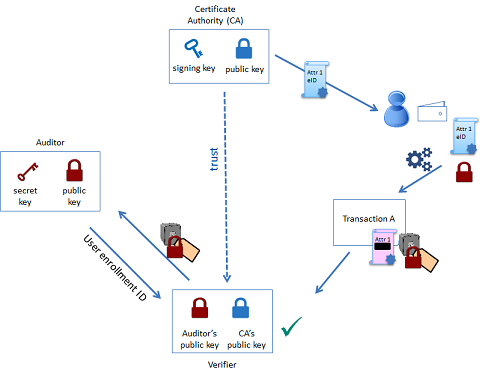 Certificate
Authority (CA)
signing key
public key
Attr 1
eID
Attr 1
eID
Auditor
secret
key
public
key
trust
Transaction A
Attr 1
User enrollment ID
Auditor's
public key
CA's
public key
Verifier